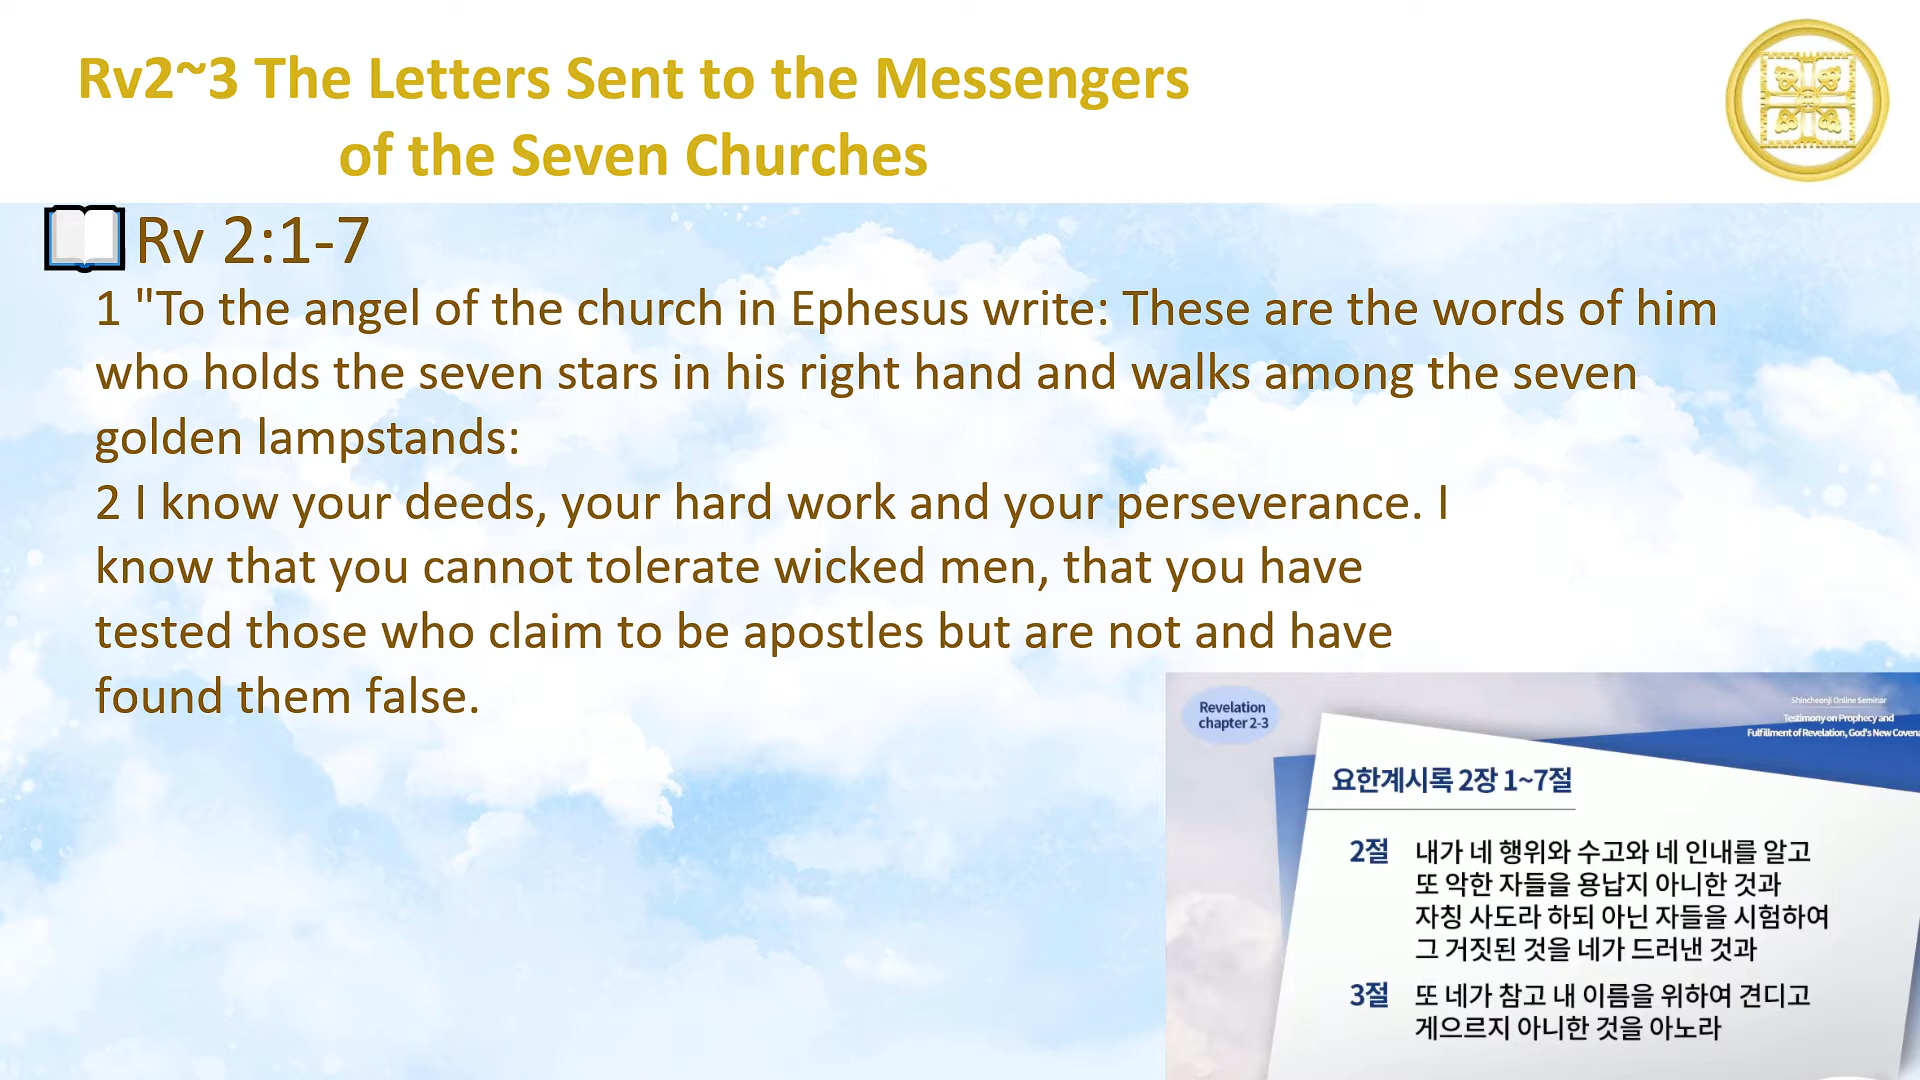 Rv2~3 The Letters Sent to the Messengers
of the Seven Churches
Rv 2:1-7
1 "To the angel of the church in Ephesus write: These are the words of him
who holds the seven stars in his right hand and walks among the seven
golden lampstands:
2 I know your deeds, your hard work and your perseverance. I
know that you cannot tolerate wicked men, that you have
tested those who claim to be apostles but are not and have
found them false.
Revelation
chapter 2-3
Shincheonji Online Seminar
Testimony on Prophecy and
Fulfillment of Revelation, God's New Covena
요한계시록 2장 1~7절
2절 내가 네 행위와 수고와 네 인내를 알고
또 악한 자들을 용납지 아니한 것과
자칭 사도라 하되 아닌 자들을 시험하여
그 거짓된 것을 네가 드러낸 것과
3절 또 네가 참고 내 이름을 위하여 견디고
게으르지 아니한 것을 아노라